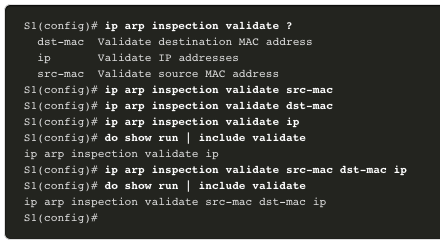 S1(config)# ip arp inspection validate ?
  dst-mac  Validate destination MAC address
  ip       Validate IP addresses
  src-mac  Validate source MAC address
S1(config)# ip arp inspection validate src-mac
S1(config)# ip arp inspection validate dst-mac
S1(config)# ip arp inspection validate ip
S1(config)# do show run | include validate
ip arp inspection validate ip
S1(config)# ip arp inspection validate src-mac dst-mac ip
S1(config)# do show run | include validate
ip arp inspection validate src-mac dst-mac ip
S1(config)#